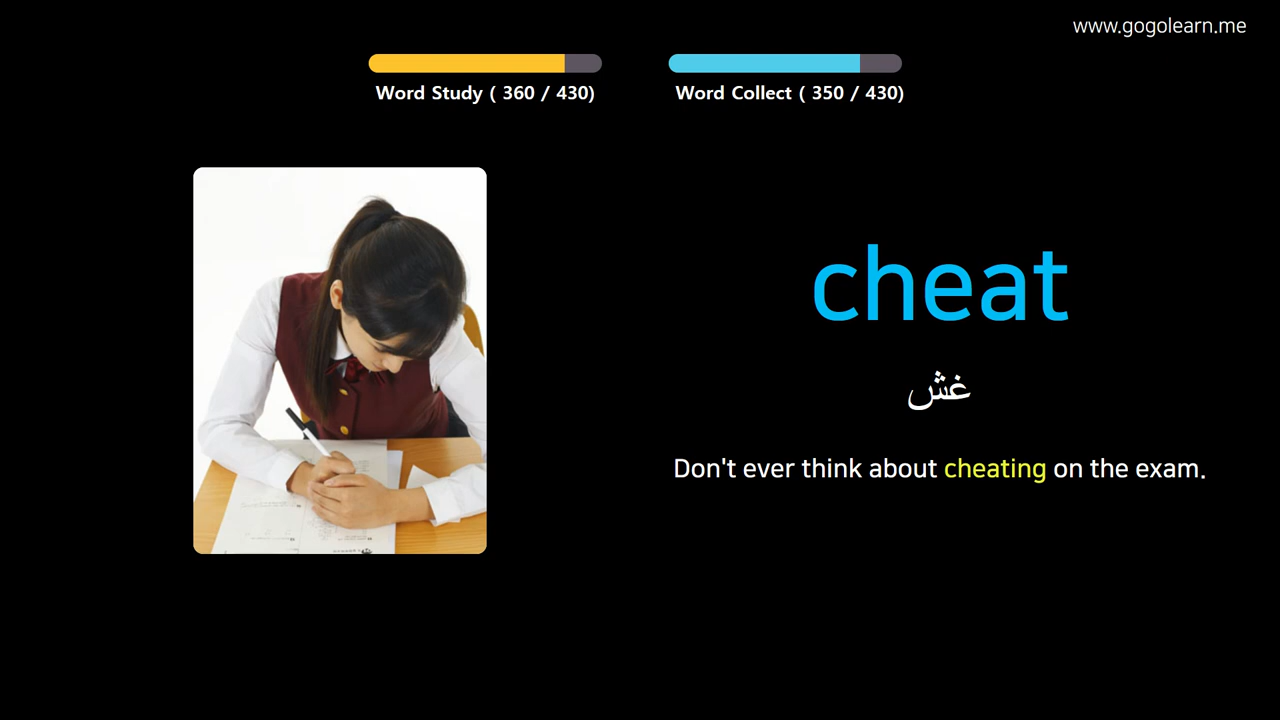 www.gogolearn.me
Word Study ( 360 / 430)
Word Collect ( 350 / 430)
cheat
غش
Don't ever think about cheating on the exam.